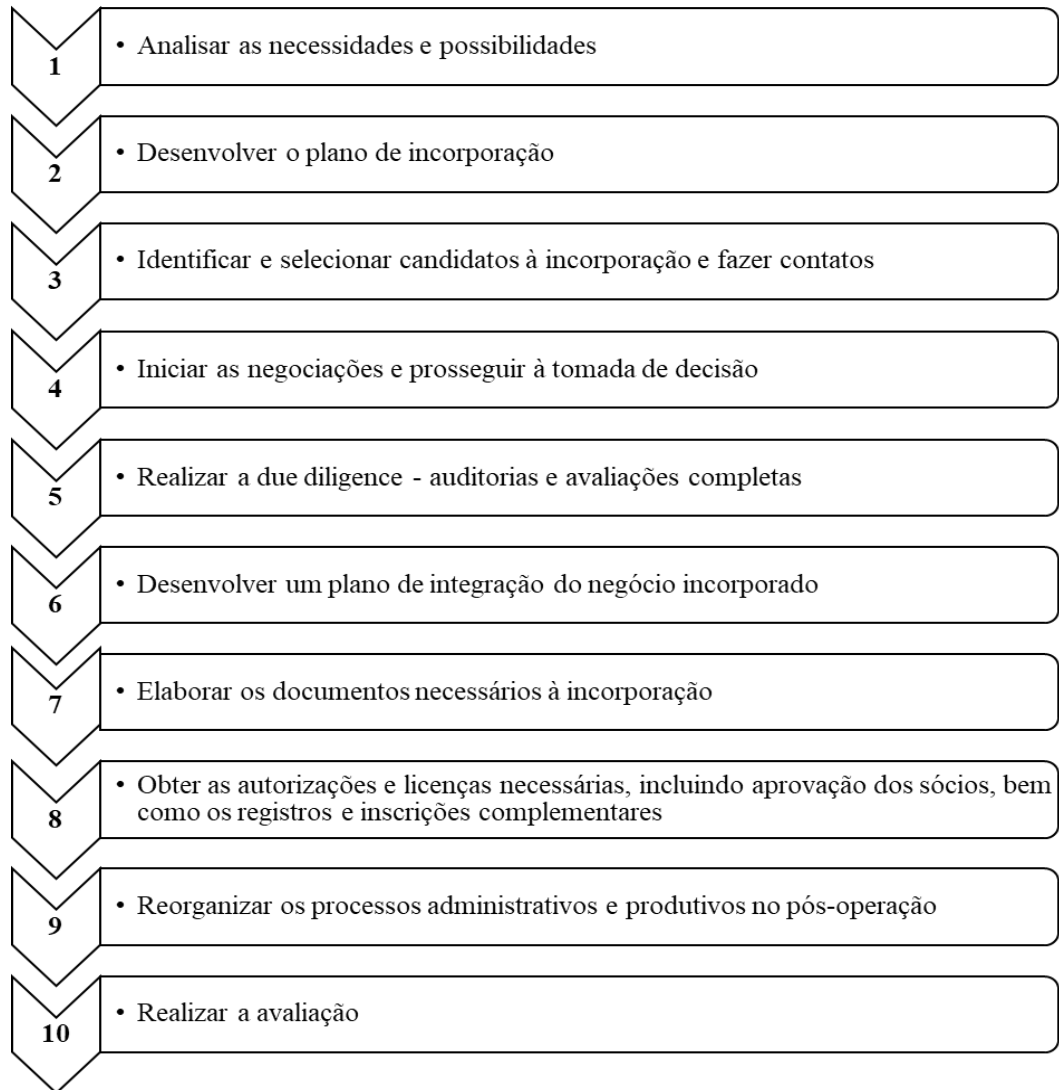 1
• Analisar as necessidades e possibilidades
2
• Desenvolver o plano de incorporação
3
• Identificar e selecionar candidatos à incorporação e fazer contatos
4
• Iniciar as negociações e prosseguir à tomada de decisão
5
• Realizar a due diligence - auditorias e avaliações completas
6
• Desenvolver um plano de integração do negócio incorporado
7
• Elaborar os documentos necessários à incorporação
8
• Obter as autorizações e licenças necessárias, incluindo aprovação dos sócios, bem
como os registros e inscrições complementares
9
• Reorganizar os processos administrativos e produtivos no pós-operação
10
• Realizar a avaliação